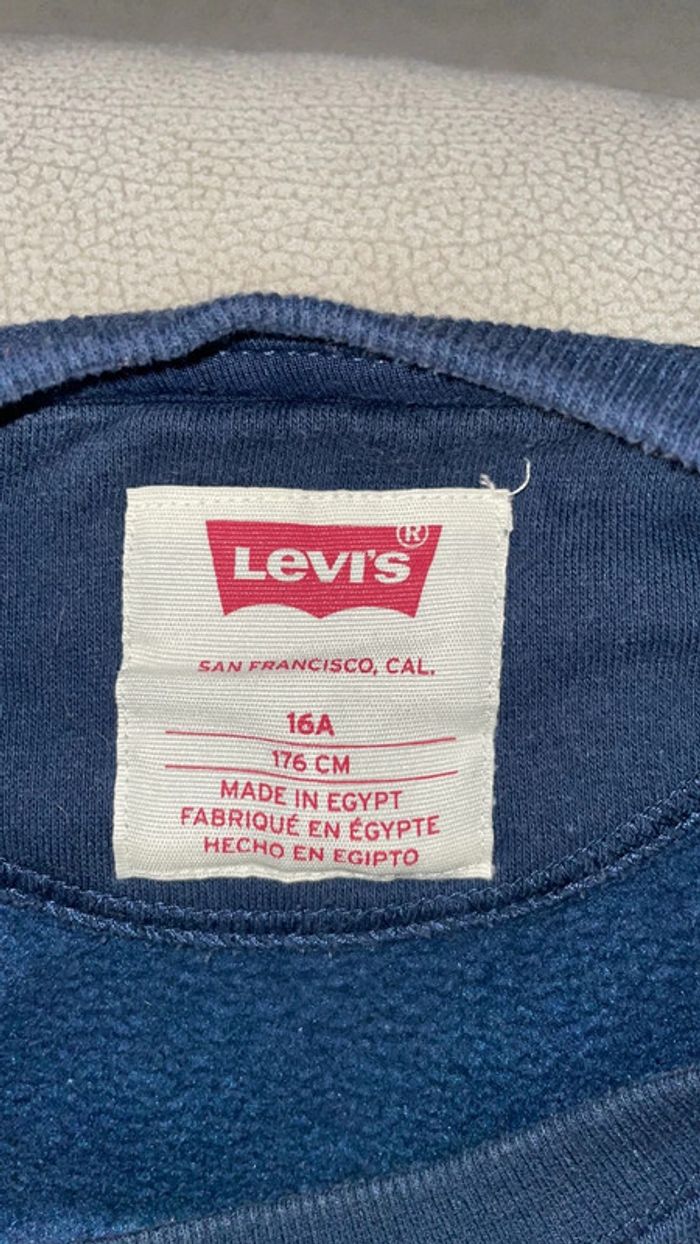 Levi's®
SAN FRANCISCO, CAL.
16A
176 CM
MADE IN EGYPT
FABRIQUÉ EN ÉGYPTE
HECHO EN EGIPTO